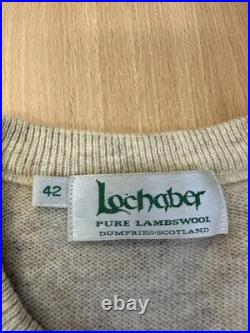 42
Lochaber
PURE LAMBSWOOL
DUMFRIES·SCOTLAND